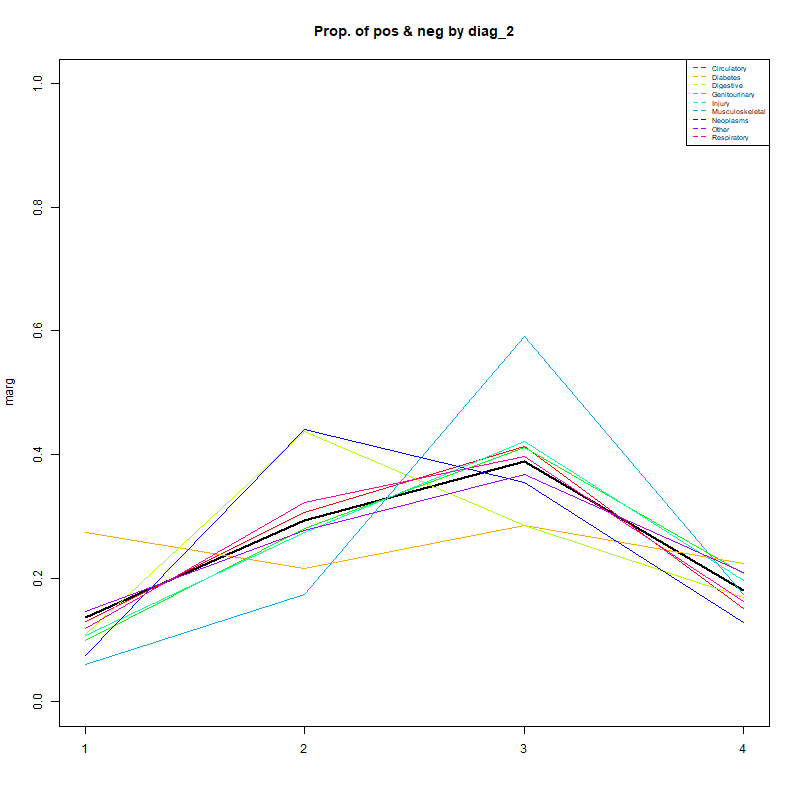 Prop. of pos & neg by diag_2
Circulatory
Diabetes
Digestive
Genitourinary
Injury
Musculoskeletal
Neoplasms
Other
Respiratory
1.0
0.8
0.6
0.4
0.2
0.0
marg
1 2 3 4